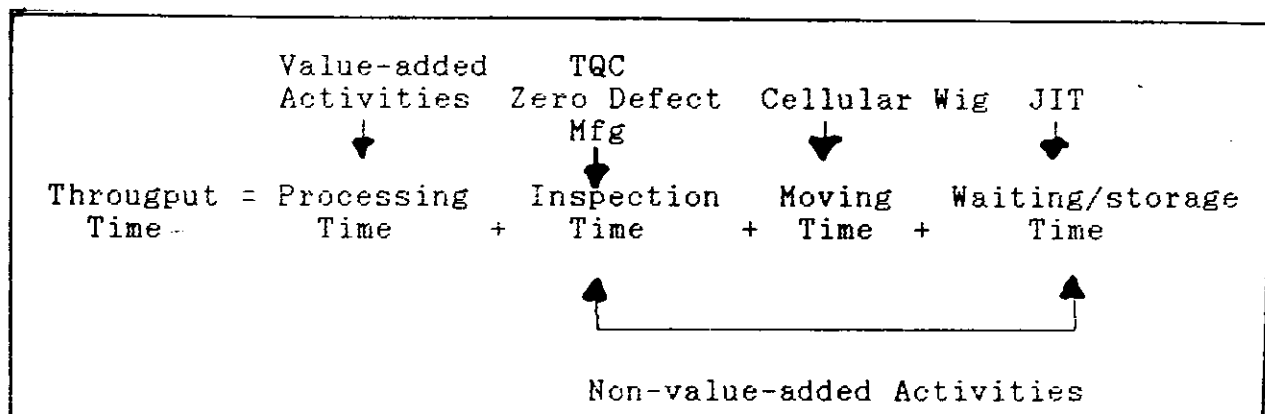 Value-added TQC
Activities Zero Defect Cellular Wig JIT
Mfg
Througput = Processing Inspection Moving Waiting/storage
Time Time + Time + Time + Time
Non-value-added Activities